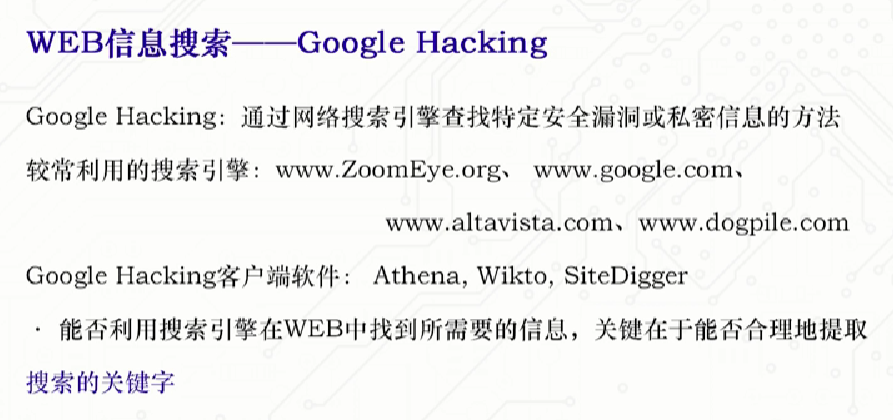 WEB信息搜索——Google Hacking
Google Hacking：通过网络搜索引擎查找特定安全漏洞或私密信息的方法
较常利用的搜索引擎：www.ZoomEye.org、 www.google.com、
www.altavista.com、www.dogpile.com
Google Hacking客户端软件： Athena, Wikto, SiteDigger
· 能否利用搜索引擎在WEB中找到所需要的信息，关键在于能否合理地提取
搜索的关键字